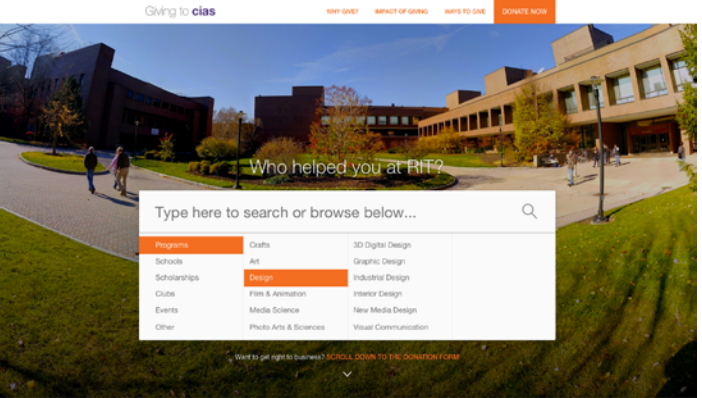 Giving to cias
WHY GIVE? IMPACT OF GIVING WAYS TO GIVE DONATE NOW
Who helped you at RIT?
Type here to search or browse below...
Programs Crafts 3D Digital Design
Schools Art Graphic Design
Scholarships Design Industrial Design
Clubs Film & Animation Interior Design
Events Media Science New Media Design
Other Photo Arts & Sciences Visual Communication
Want to get right to business? SCROLL DOWN TO THE DONATION FORM